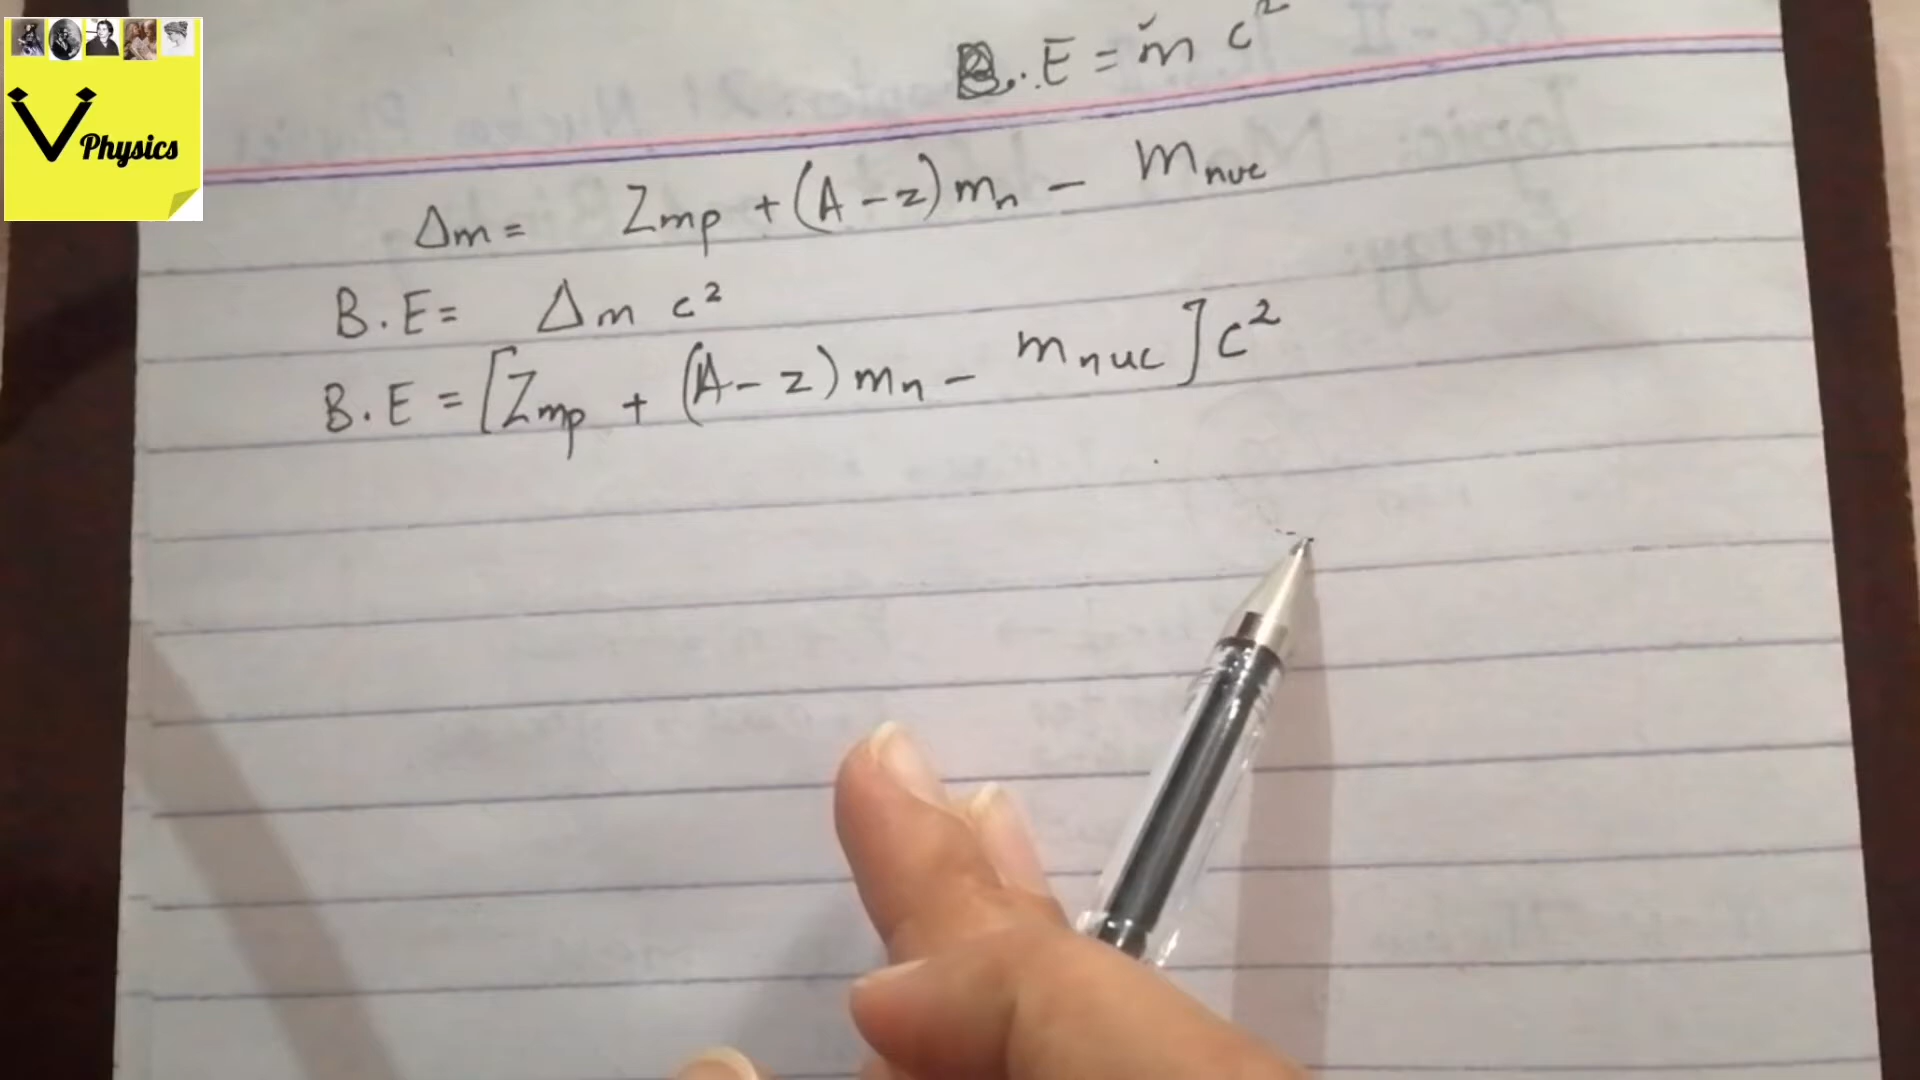 V Physics
B.E = m c²
Δm = Zmp + (A-z)mn - mnuc
B.E = Δm c²
B.E = [Zmp + (A-z)mn - mnuc]c²